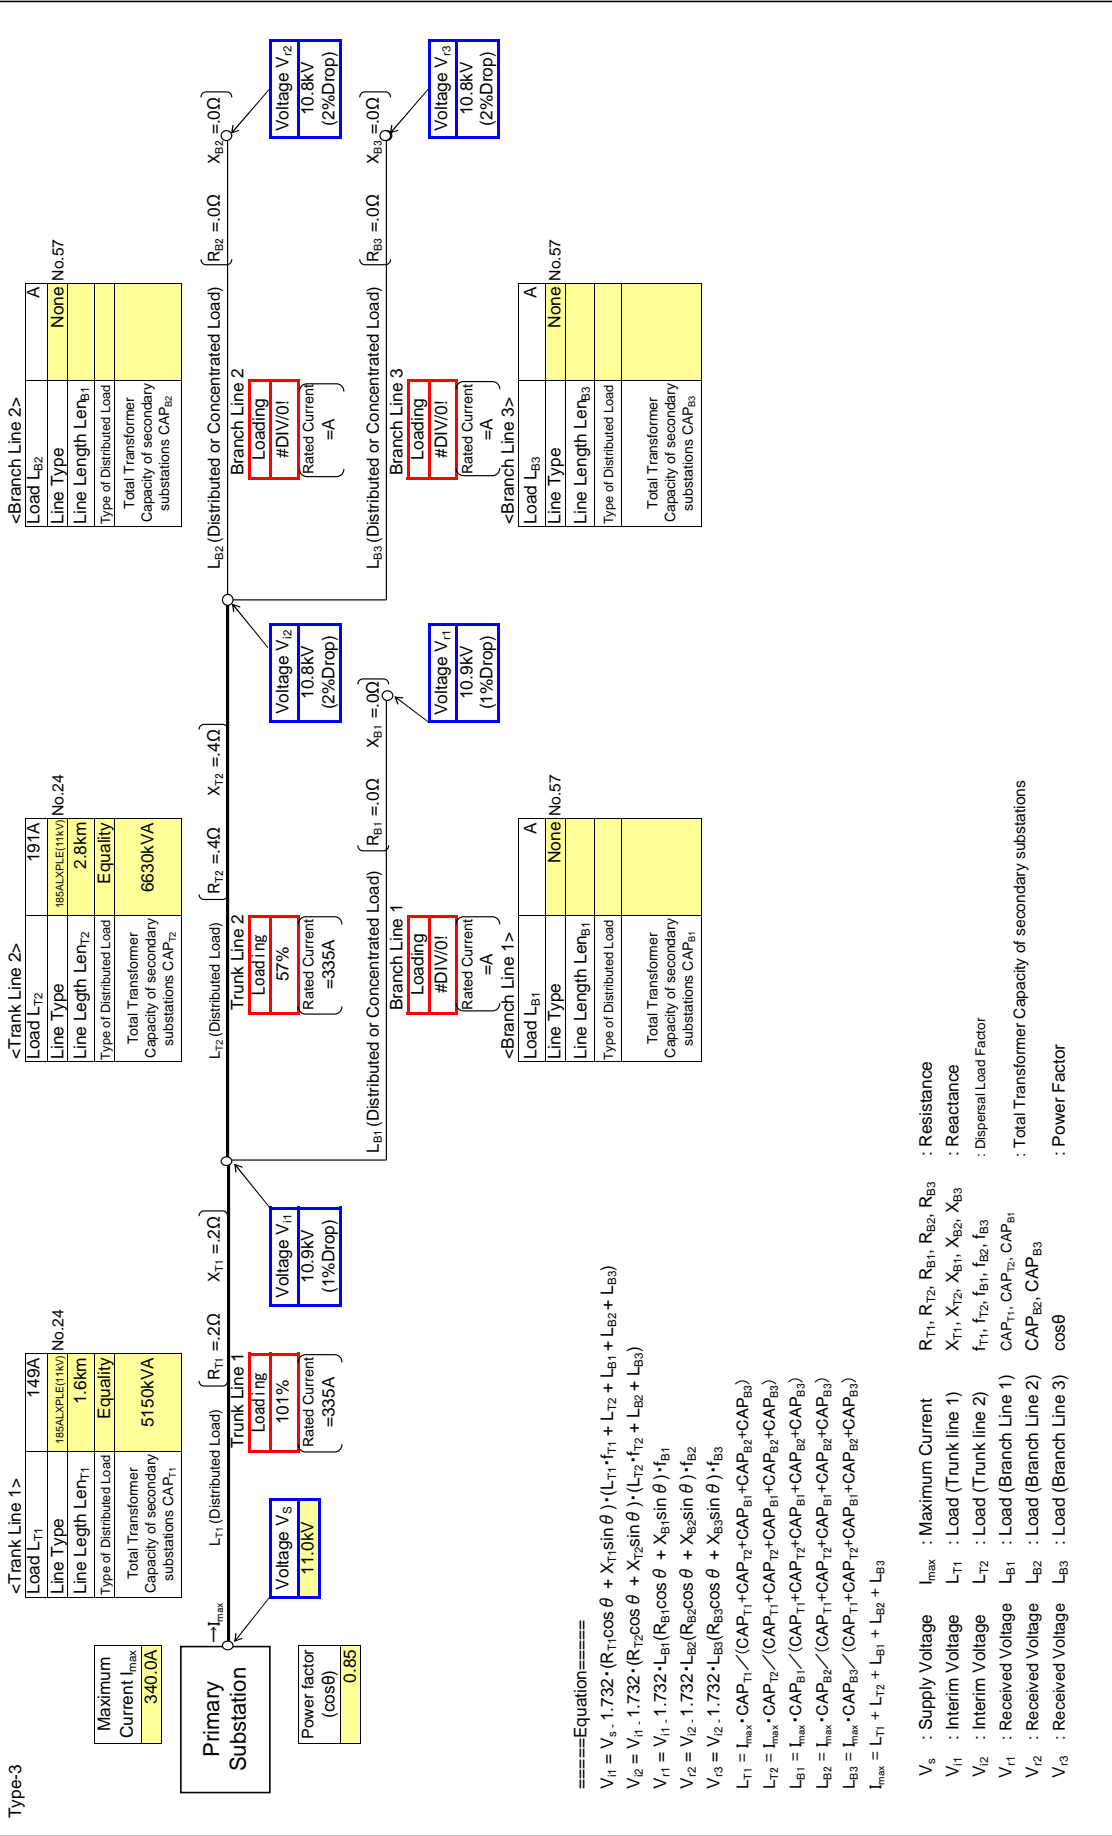 Type-3
Maximum
Current Imax
340.0A
Primary
Substation
Power factor
(cosθ)
0.85
→Imax
Voltage VS
11.0kV
<Trank Line 1>
Load LT1 149A
Line Type 185ALXPLE(11kV) No.24
Line Legth LenT1 1.6km
Type of Distributed Load Equality
Total Transformer
Capacity of secondary
substations CAPT1
5150kVA
LT1 (Distributed Load)
RT1 =.2Ω XT1 =.2Ω
Trunk Line 1
Loading
101%
Rated Current
=335A
Voltage Vi1
10.9kV
(1%Drop)
<Trank Line 2>
Load LT2 191A
Line Type 185ALXPLE(11kV) No.24
Line Legth LenT2 2.8km
Type of Distributed Load Equality
Total Transformer
Capacity of secondary
substations CAPT2
6630kVA
LT2 (Distributed Load)
RT2 =.4Ω XT2 =.4Ω
Trunk Line 2
Loading
57%
Rated Current
=335A
Voltage Vi2
10.8kV
(2%Drop)
LB1 (Distributed or Concentrated Load)
RB1 =.0Ω XB1 =.0Ω
Branch Line 1
Loading
#DIV/0!
Rated Current
=A
Voltage Vr1
10.9kV
(1%Drop)
<Branch Line 1>
Load LB1 A
Line Type None No.57
Line Length LenB1
Type of Distributed Load
Total Transformer
Capacity of secondary
substations CAPB1
<Branch Line 2>
Load LB2 A
Line Type None No.57
Line Length LenB1
Type of Distributed Load
Total Transformer
Capacity of secondary
substations CAPB2
LB2 (Distributed or Concentrated Load)
RB2 =.0Ω XB2 =.0Ω
Branch Line 2
Loading
#DIV/0!
Rated Current
=A
Voltage Vr2
10.8kV
(2%Drop)
LB3 (Distributed or Concentrated Load)
RB3 =.0Ω XB3 =.0Ω
Branch Line 3
Loading
#DIV/0!
Rated Current
=A
Voltage Vr3
10.8kV
(2%Drop)
<Branch Line 3>
Load LB3 A
Line Type None No.57
Line Length LenB3
Type of Distributed Load
Total Transformer
Capacity of secondary
substations CAPB3
=====Equation=====
Vi1 = VS - 1.732・(RT1cosθ + XT1sinθ)・(LT1・fT1 + LT2 + LB1 + LB2 + LB3)
Vi2 = Vi1 - 1.732・(RT2cosθ + XT2sinθ)・(LT2・fT2 + LB2 + LB3)
Vr1 = Vi1 - 1.732・LB1(RB1cosθ + XB1sinθ)・fB1
Vr2 = Vi2 - 1.732・LB2(RB2cosθ + XB2sinθ)・fB2
Vr3 = Vi2 - 1.732・LB3(RB3cosθ + XB3sinθ)・fB3
LT1 = Imax・CAPT1／(CAPT1+CAPT2+CAPB1+CAPB2+CAPB3)
LT2 = Imax・CAPT2／(CAPT1+CAPT2+CAPB1+CAPB2+CAPB3)
LB1 = Imax・CAPB1／(CAPT1+CAPT2+CAPB1+CAPB2+CAPB3)
LB2 = Imax・CAPB2／(CAPT1+CAPT2+CAPB1+CAPB2+CAPB3)
LB3 = Imax・CAPB3／(CAPT1+CAPT2+CAPB1+CAPB2+CAPB3)
Imax = LT1 + LT2 + LB1 + LB2 + LB3
Vs : Supply Voltage Imax : Maximum Current RT1, RT2, RB1, RB2, RB3 : Resistance
Vi1 : Interim Voltage LT1 : Load (Trunk line 1) XT1, XT2, XB1, XB2, XB3 : Reactance
Vi2 : Interim Voltage LT2 : Load (Trunk line 2) fT1, fT2, fB1, fB2, fB3 : Dispersal Load Factor
Vr1 : Received Voltage LB1 : Load (Branch Line 1) CAPT1, CAPT2, CAPB1 : Total Transformer Capacity of secondary substations
Vr2 : Received Voltage LB2 : Load (Branch Line 2) CAPB2, CAPB3
Vr3 : Received Voltage LB3 : Load (Branch Line 3) cosθ : Power Factor